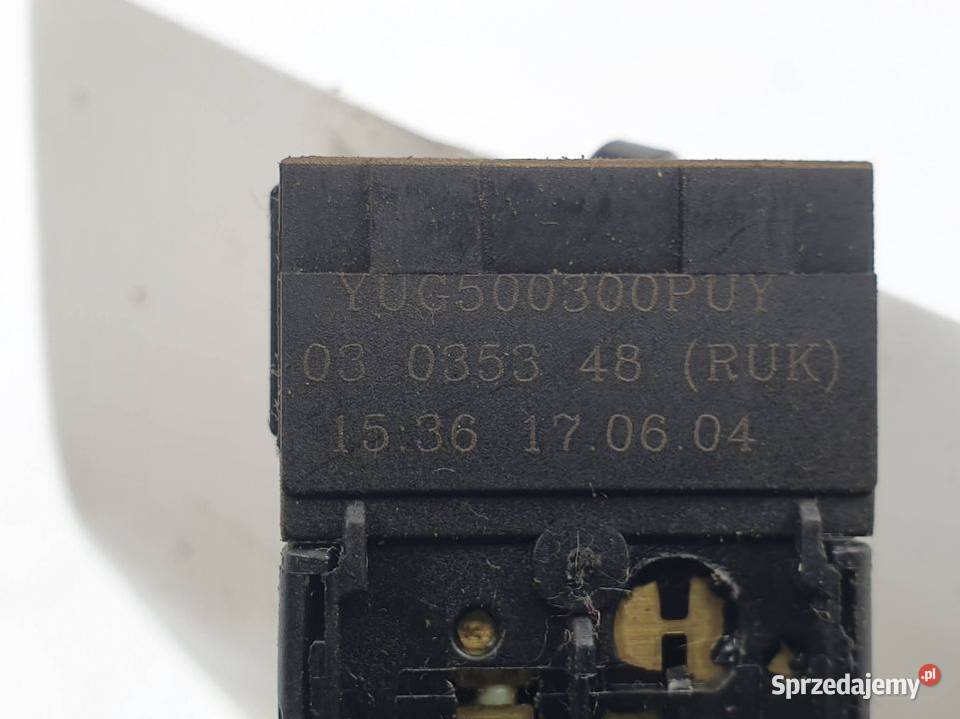 YUG500300PUY
03 0353 48 (RUK)
15:36 17.06.04
Sprzedajemy.pl